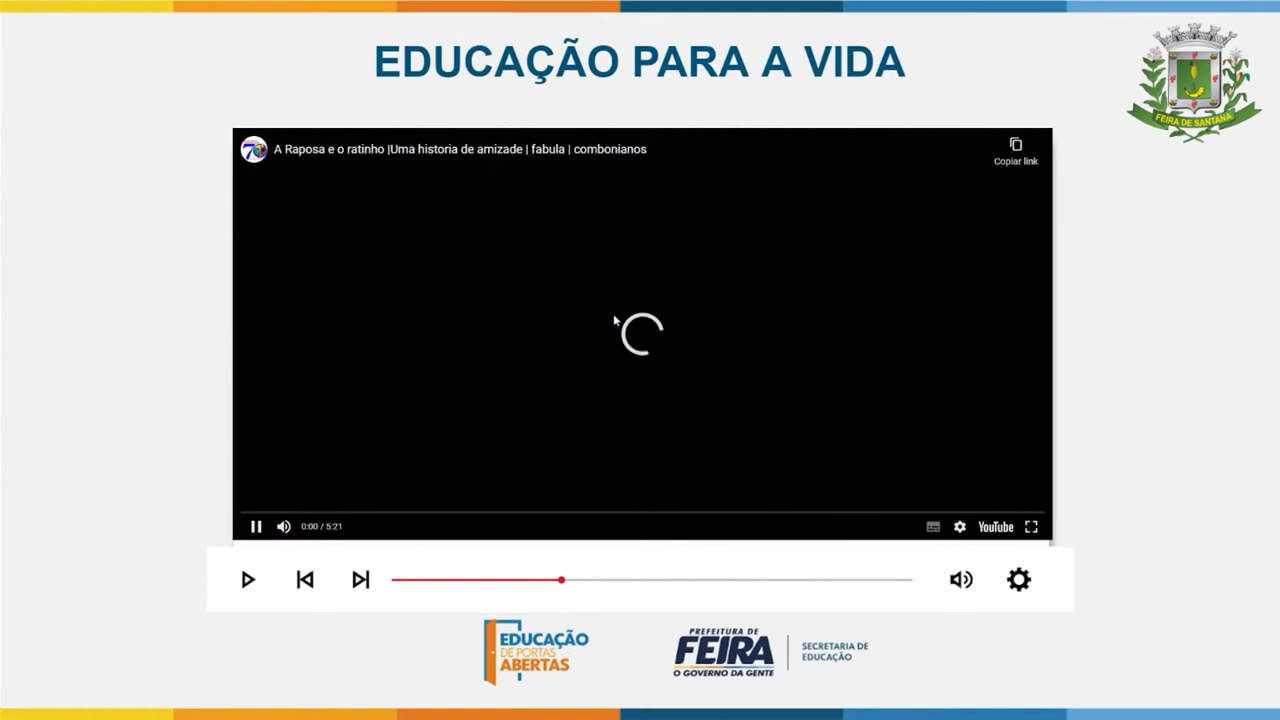 EDUCAÇÃO PARA A VIDA
FEIRA DE SANTANA
A Raposa e o ratinho |Uma historia de amizade | fabula | combonianos
Copiar link
0:00 / 5:21
YouTube
EDUCAÇÃO
DE PORTAS
ABERTAS
PREFEITURA DE
FEIRA
O GOVERNO DA GENTE
SECRETARIA DE
EDUCAÇÃO